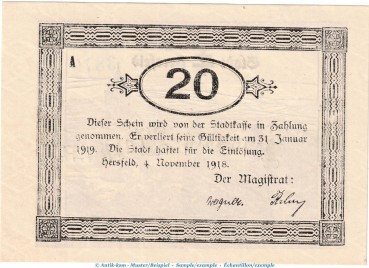 A
20
Dieser Schein wird von der Stadtkasse in Zahlung
genommen. Er verliert seine Gültigkeit am 31 Januar
1919. Die Stadt haftet für die Einlösung.
Hersfeld, 4 November 1918.
Der Magistrat:
© Antik-Sam - Muster/Beispiel - Sample/exemple - Échantillon/exemple